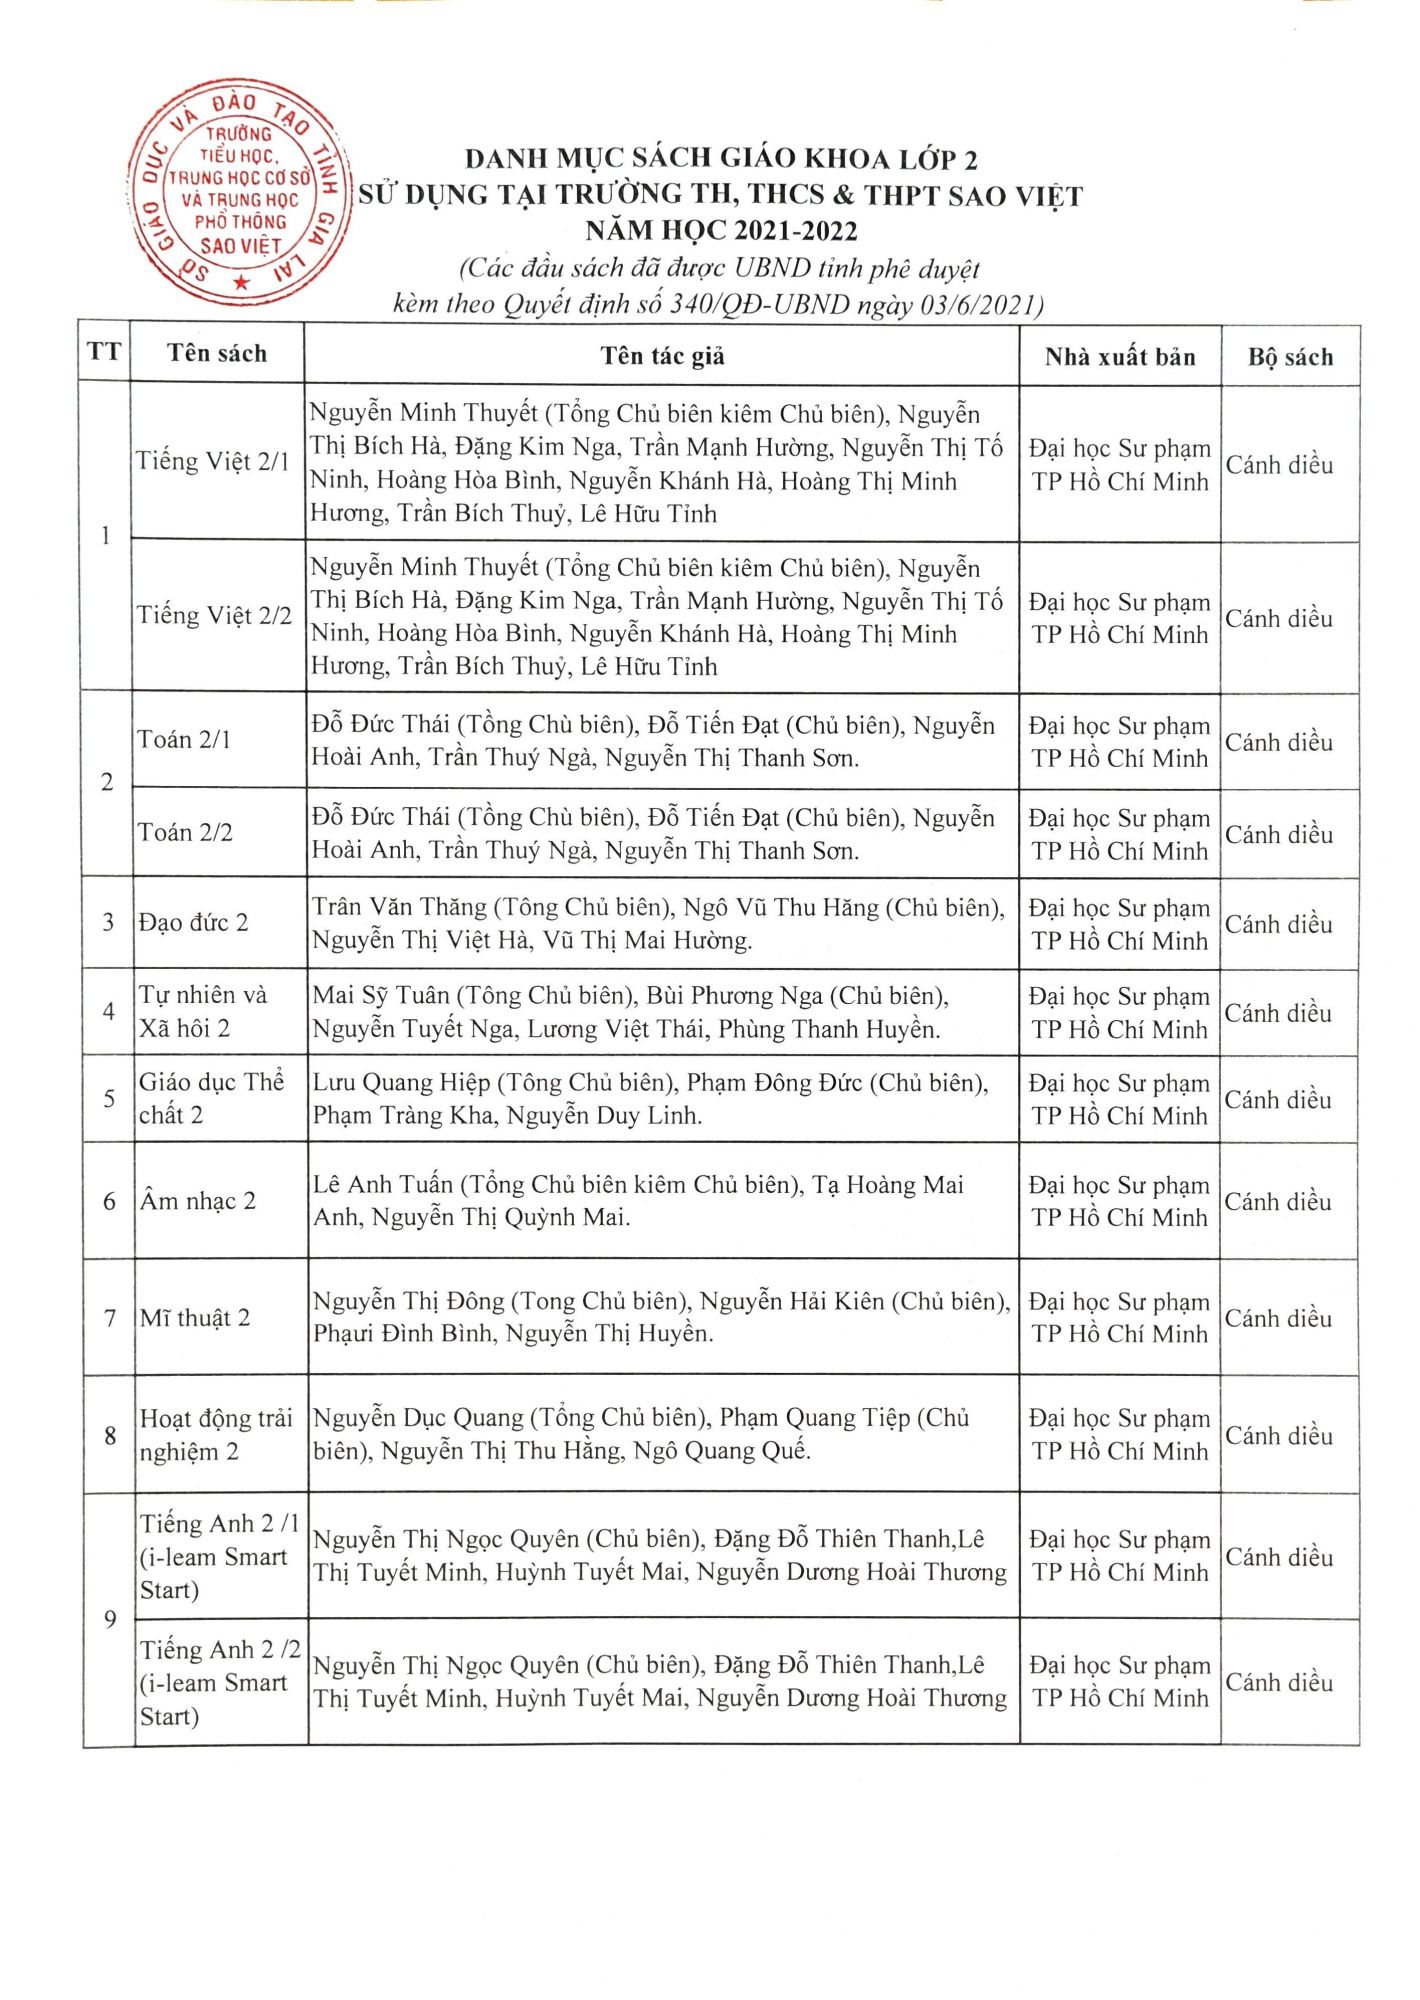 SỞ GIÁO DỤC VÀ ĐÀO TẠO TỈNH GIA LAI
TRƯỜNG
TIỂU HỌC,
TRUNG HỌC CƠ SỞ
VÀ TRUNG HỌC
PHỔ THÔNG
SAO VIỆT
DANH MỤC SÁCH GIÁO KHOA LỚP 2
SỬ DỤNG TẠI TRƯỜNG TH, THCS & THPT SAO VIỆT
NĂM HỌC 2021-2022
(Các đầu sách đã được UBND tỉnh phê duyệt
kèm theo Quyết định số 340/QĐ-UBND ngày 03/6/2021)
TT Tên sách Tên tác giả Nhà xuất bản Bộ sách
1
Tiếng Việt 2/1
Nguyễn Minh Thuyết (Tổng Chủ biên kiêm Chủ biên), Nguyễn
Thị Bích Hà, Đặng Kim Nga, Trần Mạnh Hường, Nguyễn Thị Tố
Ninh, Hoàng Hòa Bình, Nguyễn Khánh Hà, Hoàng Thị Minh
Hương, Trần Bích Thuỷ, Lê Hữu Tỉnh
Đại học Sư phạm
TP Hồ Chí Minh
Cánh diều
Tiếng Việt 2/2
Nguyễn Minh Thuyết (Tổng Chủ biên kiêm Chủ biên), Nguyễn
Thị Bích Hà, Đặng Kim Nga, Trần Mạnh Hường, Nguyễn Thị Tố
Ninh, Hoàng Hòa Bình, Nguyễn Khánh Hà, Hoàng Thị Minh
Hương, Trần Bích Thuỷ, Lê Hữu Tỉnh
Đại học Sư phạm
TP Hồ Chí Minh
Cánh diều
2
Toán 2/1
Đỗ Đức Thái (Tồng Chù biên), Đỗ Tiến Đạt (Chủ biên), Nguyễn
Hoài Anh, Trần Thuý Ngà, Nguyễn Thị Thanh Sơn.
Đại học Sư phạm
TP Hồ Chí Minh
Cánh diều
Toán 2/2
Đỗ Đức Thái (Tồng Chù biên), Đỗ Tiến Đạt (Chủ biên), Nguyễn
Hoài Anh, Trần Thuý Ngà, Nguyễn Thị Thanh Sơn.
Đại học Sư phạm
TP Hồ Chí Minh
Cánh diều
3
Đạo đức 2
Trân Văn Thăng (Tông Chủ biên), Ngô Vũ Thu Hăng (Chủ biên),
Nguyễn Thị Việt Hà, Vũ Thị Mai Hường.
Đại học Sư phạm
TP Hồ Chí Minh
Cánh diều
4
Tự nhiên và
Xã hôi 2
Mai Sỹ Tuân (Tông Chủ biên), Bùi Phương Nga (Chủ biên),
Nguyễn Tuyết Nga, Lương Việt Thái, Phùng Thanh Huyền.
Đại học Sư phạm
TP Hồ Chí Minh
Cánh diều
5
Giáo dục Thể
chất 2
Lưu Quang Hiệp (Tông Chủ biên), Phạm Đông Đức (Chủ biên),
Phạm Tràng Kha, Nguyễn Duy Linh.
Đại học Sư phạm
TP Hồ Chí Minh
Cánh diều
6
Âm nhạc 2
Lê Anh Tuấn (Tổng Chủ biên kiêm Chủ biên), Tạ Hoàng Mai
Anh, Nguyễn Thị Quỳnh Mai.
Đại học Sư phạm
TP Hồ Chí Minh
Cánh diều
7
Mĩ thuật 2
Nguyễn Thị Đông (Tong Chủ biên), Nguyễn Hải Kiên (Chủ biên),
Phạưi Đình Bình, Nguyễn Thị Huyền.
Đại học Sư phạm
TP Hồ Chí Minh
Cánh diều
8
Hoạt động trải
nghiệm 2
Nguyễn Dục Quang (Tổng Chủ biên), Phạm Quang Tiệp (Chủ
biên), Nguyễn Thị Thu Hằng, Ngô Quang Quế.
Đại học Sư phạm
TP Hồ Chí Minh
Cánh diều
9
Tiếng Anh 2 /1
(i-leam Smart
Start)
Nguyễn Thị Ngọc Quyên (Chủ biên), Đặng Đỗ Thiên Thanh,Lê
Thị Tuyết Minh, Huỳnh Tuyết Mai, Nguyễn Dương Hoài Thương
Đại học Sư phạm
TP Hồ Chí Minh
Cánh diều
Tiếng Anh 2 /2
(i-leam Smart
Start)
Nguyễn Thị Ngọc Quyên (Chủ biên), Đặng Đỗ Thiên Thanh,Lê
Thị Tuyết Minh, Huỳnh Tuyết Mai, Nguyễn Dương Hoài Thương
Đại học Sư phạm
TP Hồ Chí Minh
Cánh diều